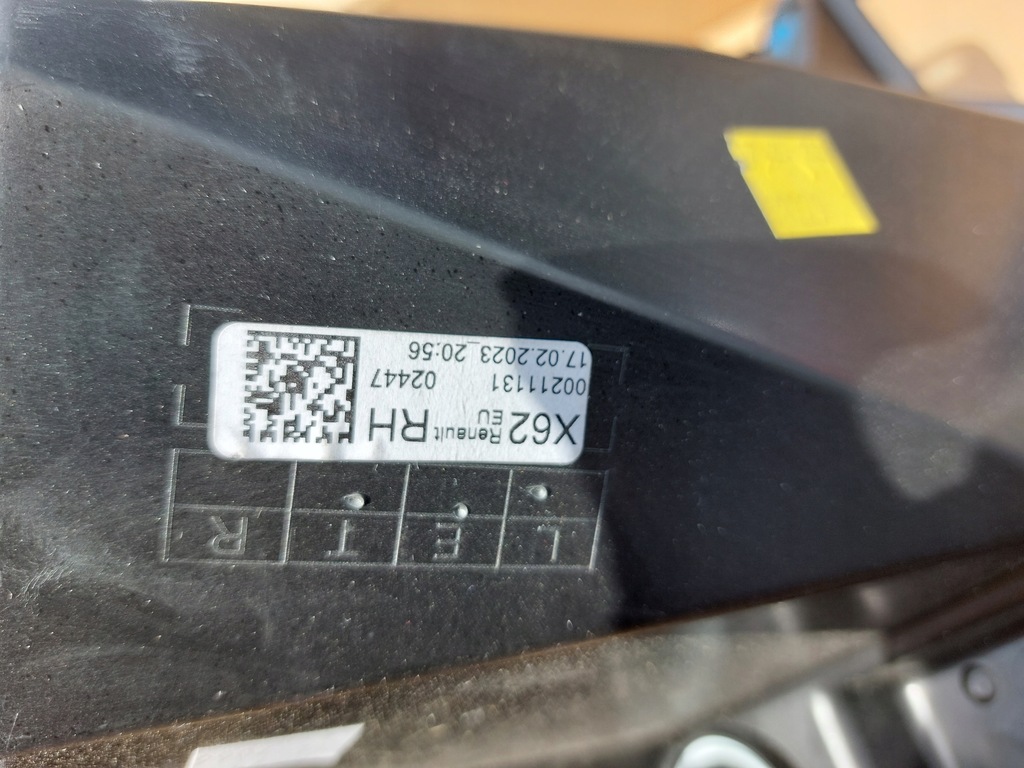 L E T R
X62 Renault RH
EU
00211131 02447
17.02.2023_20:56